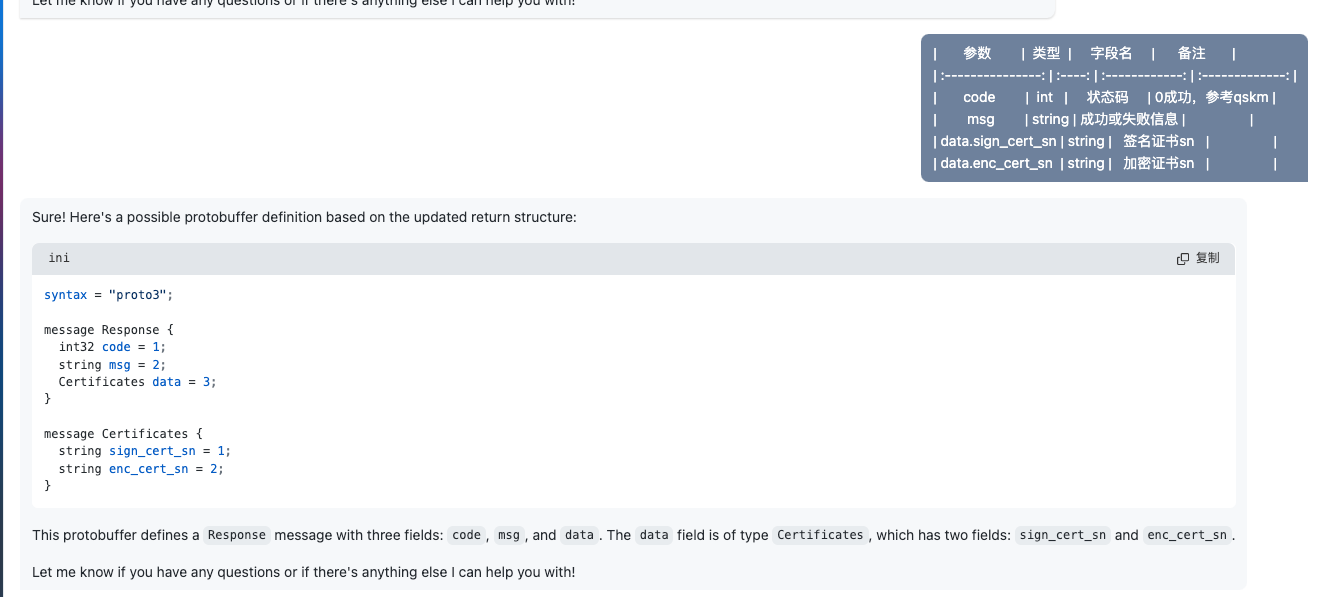 Let me know if you have any questions or if there's anything else I can help you with!
| 参数 | 类型 | 字段名 | 备注 |
| :---------------: | :----: | :------------: | :-------------: |
| code | int | 状态码 | 0成功，参考qskm |
| msg | string | 成功或失败信息 | |
| data.sign_cert_sn | string | 签名证书sn | |
| data.enc_cert_sn | string | 加密证书sn | |
Sure! Here's a possible protobuffer definition based on the updated return structure:
ini 复制
syntax = "proto3";
message Response {
  int32 code = 1;
  string msg = 2;
  Certificates data = 3;
}
message Certificates {
  string sign_cert_sn = 1;
  string enc_cert_sn = 2;
}
This protobuffer defines a Response message with three fields: code, msg, and data. The data field is of type Certificates, which has two fields: sign_cert_sn and enc_cert_sn.
Let me know if you have any questions or if there's anything else I can help you with!